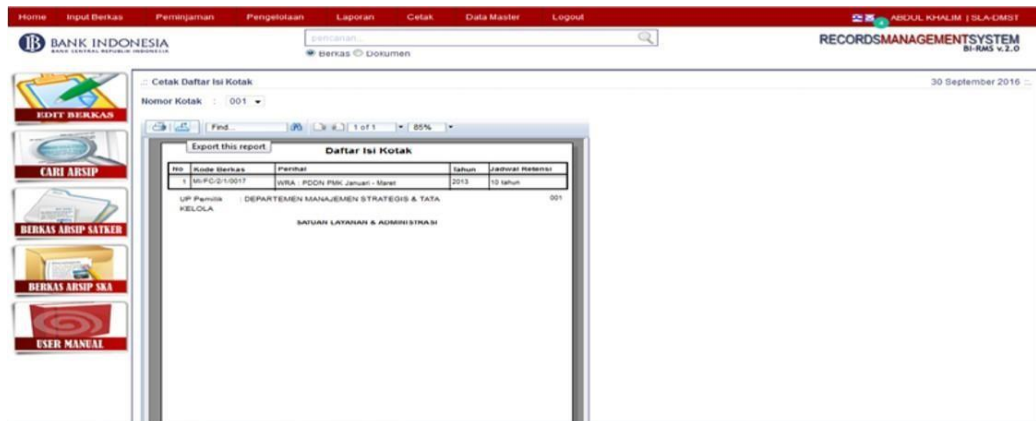 Home Input Berkas Peminjaman Pengelolaan Laporan Cetak Data Master Logout ABDUL KHALIM | SLA-DMST
BANK INDONESIA
BANK SENTRAL REPUBLIK INDONESIA
pencarian...
Berkas Dokumen
RECORDSMANAGEMENTSYSTEM
BI-RMS v.2.0
.:: Cetak Daftar Isi Kotak
30 September 2016 ::.
Nomor Kotak : 001
Find... 1 of 1 85%
Export this report
Daftar Isi Kotak
No Kode Berkas Perihal Tahun Jadwal Retensi
1 MI/FC/2/1/0017 WRA : PDDN PMK Januari - Maret 2013 10 tahun
UP Pemilik : DEPARTEMEN MANAJEMEN STRATEGIS & TATA 001
KELOLA
SATUAN LAYANAN & ADMINISTRASI
EDIT BERKAS
CARI ARSIP
BERKAS ARSIP SATKER
BERKAS ARSIP SKA
USER MANUAL